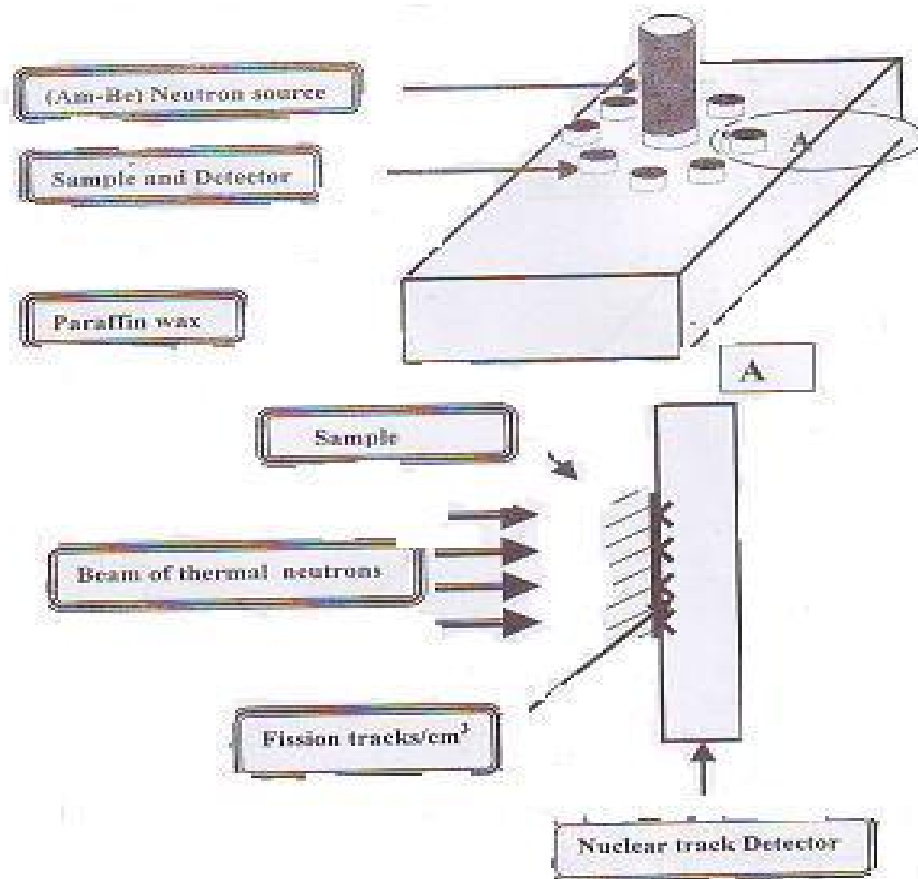 (Am-Be) Neutron source
Sample and Detector
A
Paraffin wax
A
Sample
Beam of thermal neutrons
Fission tracks/cm³
Nuclear track Detector